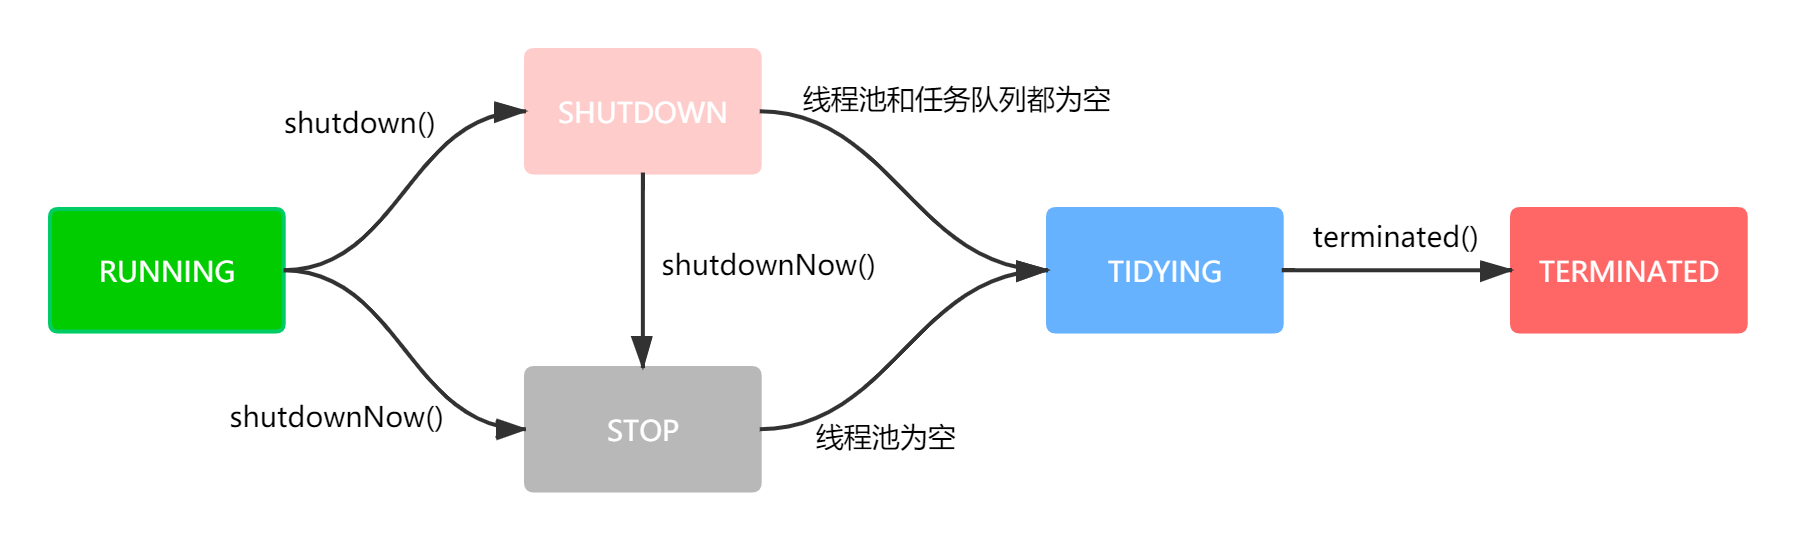 shutdown()
SHUTDOWN
线程池和任务队列都为空
RUNNING
shutdownNow()
TIDYING
terminated()
TERMINATED
shutdownNow()
STOP
线程池为空